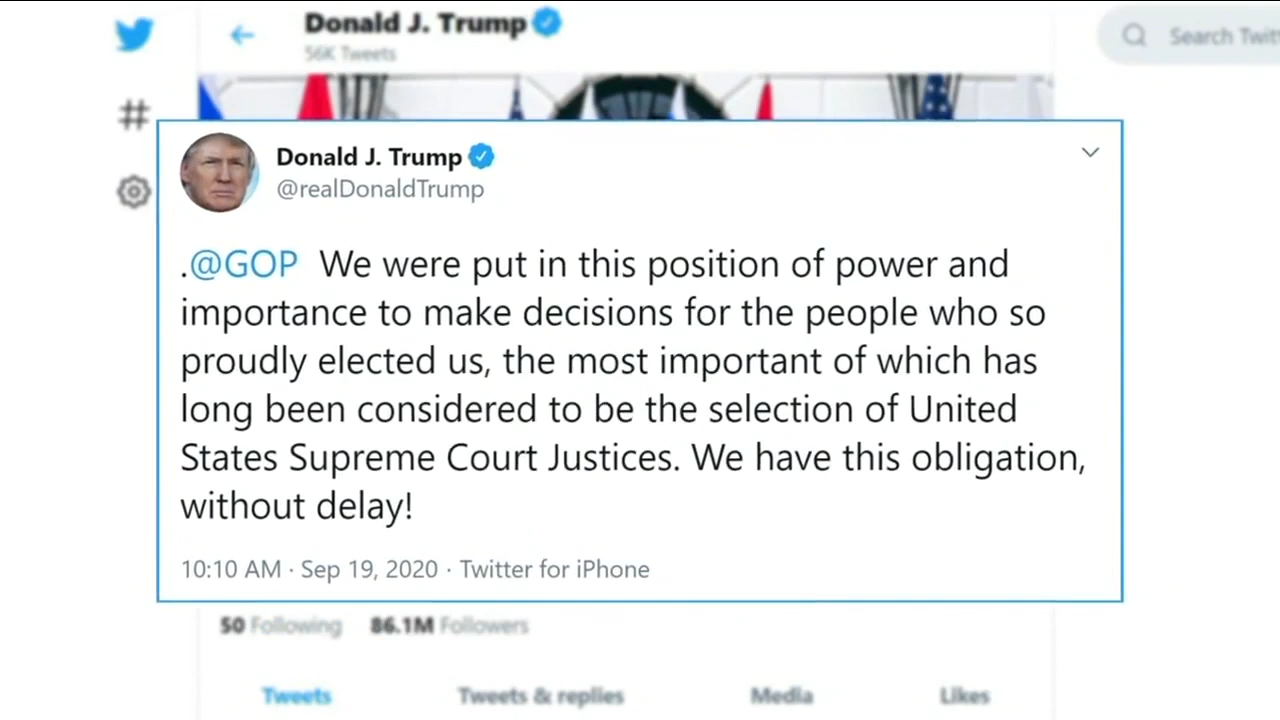 Donald J. Trump
56K Tweets
Search Twit
#
Donald J. Trump
@realDonaldTrump
.@GOP We were put in this position of power and
importance to make decisions for the people who so
proudly elected us, the most important of which has
long been considered to be the selection of United
States Supreme Court Justices. We have this obligation,
without delay!
10:10 AM · Sep 19, 2020 · Twitter for iPhone
50 Following 86.1M Followers
Tweets Tweets & replies Media Likes